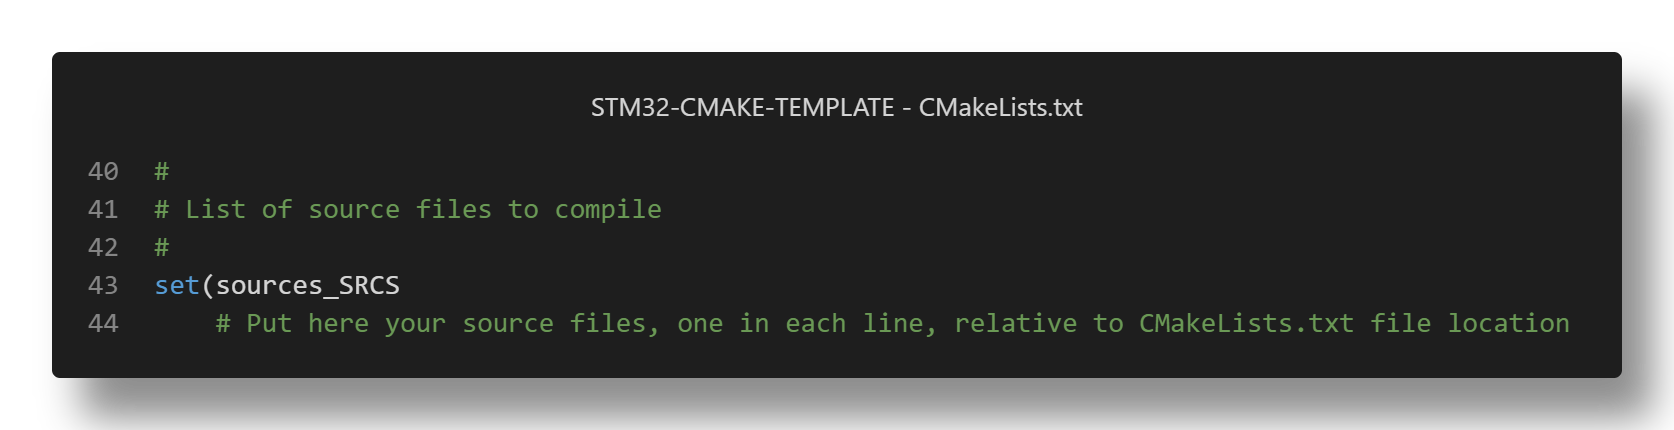 STM32-CMAKE-TEMPLATE - CMakeLists.txt
40 #
41 # List of source files to compile
42 #
43 set(sources_SRCS
44     # Put here your source files, one in each line, relative to CMakeLists.txt file location